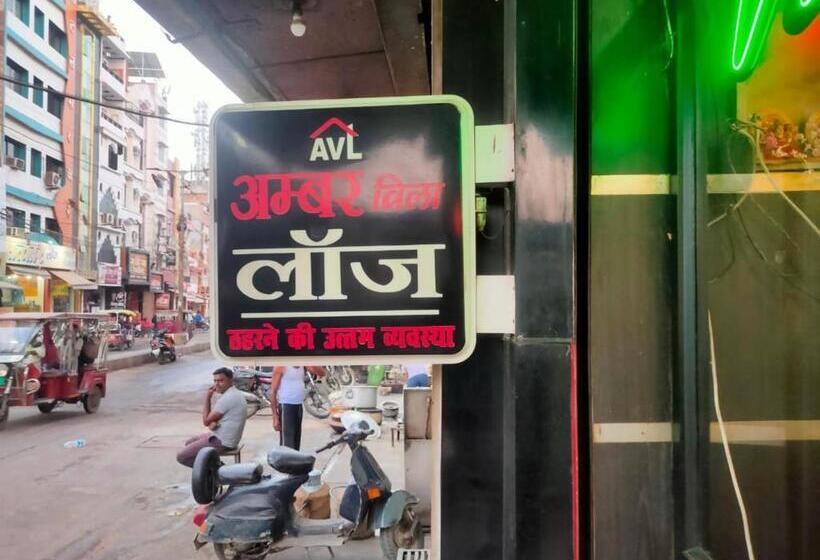 AVL
अम्बर विला
लॉज
ठहरने की उत्तम व्यवस्था